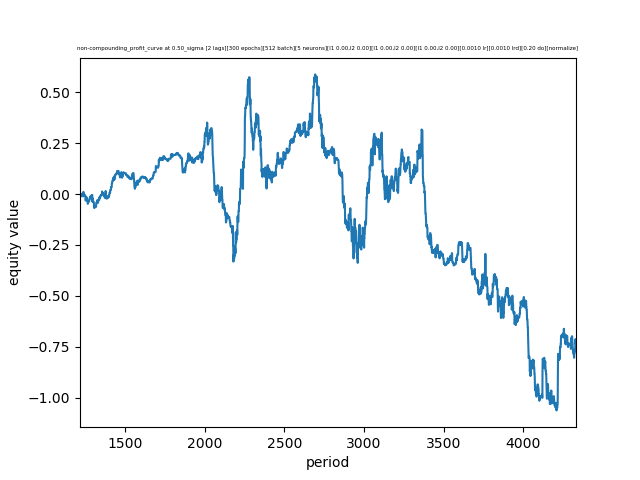 non-compounding_profit_curve at 0.50_sigma [2 lags][300 epochs][512 batch][5 neurons][l1 0.00,l2 0.00][l1 0.00,l2 0.00][l1 0.00,l2 0.00][0.0010 lr][0.0010 lrd][0.20 do][normalize]
0.50
0.25
0.00
−0.25
−0.50
−0.75
−1.00
equity value
1500 2000 2500 3000 3500 4000
period